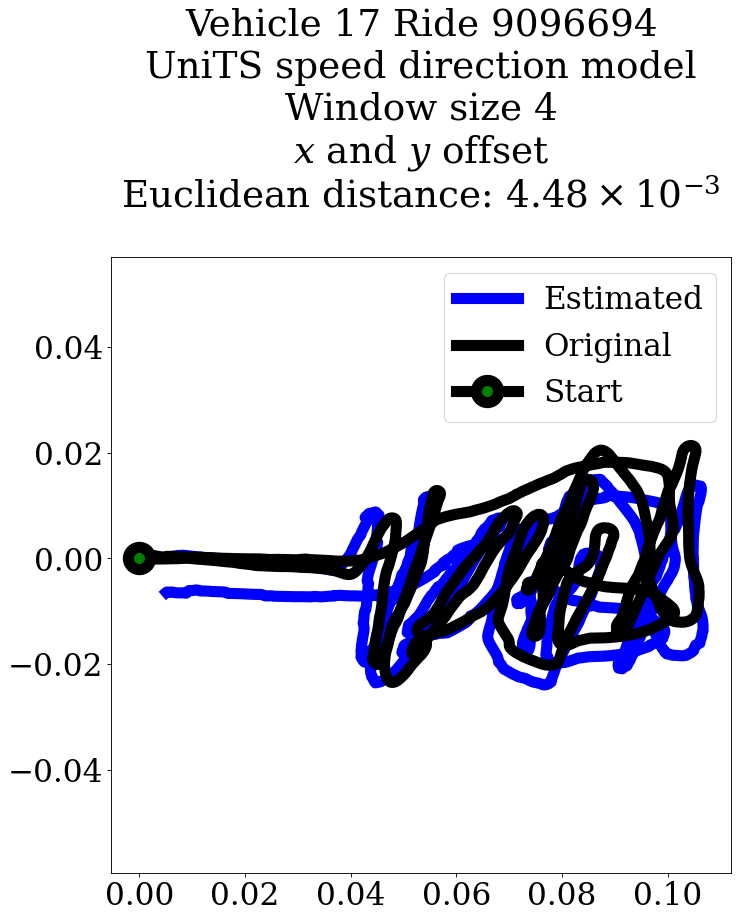 Vehicle 17 Ride 9096694
UniTS speed direction model
Window size 4
x and y offset
Euclidean distance: 4.48 × 10⁻³
Estimated
Original
Start
0.04
0.02
0.00
−0.02
−0.04
0.00 0.02 0.04 0.06 0.08 0.10